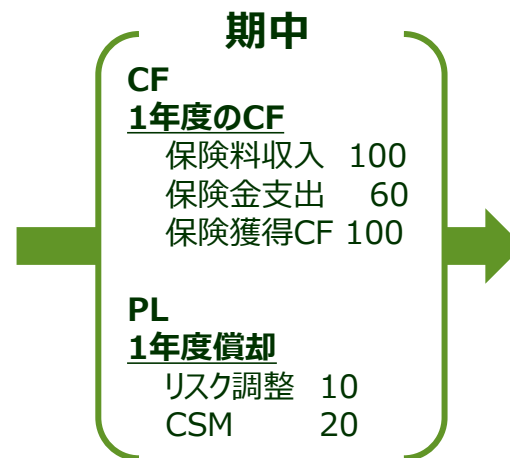 期中
CF
1年度のCF
保険料収入 100
保険金支出 60
保険獲得CF 100
PL
1年度償却
リスク調整 10
CSM 20